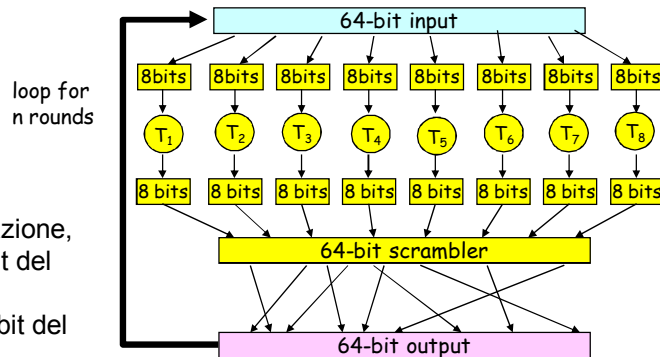 64-bit input
8bits 8bits 8bits 8bits 8bits 8bits 8bits 8bits
loop for
n rounds
T1 T2 T3 T4 T5 T6 T7 T8
8 bits 8 bits 8 bits 8 bits 8 bits 8 bits 8 bits 8 bits
zione,
64-bit scrambler
t del
bit del
64-bit output